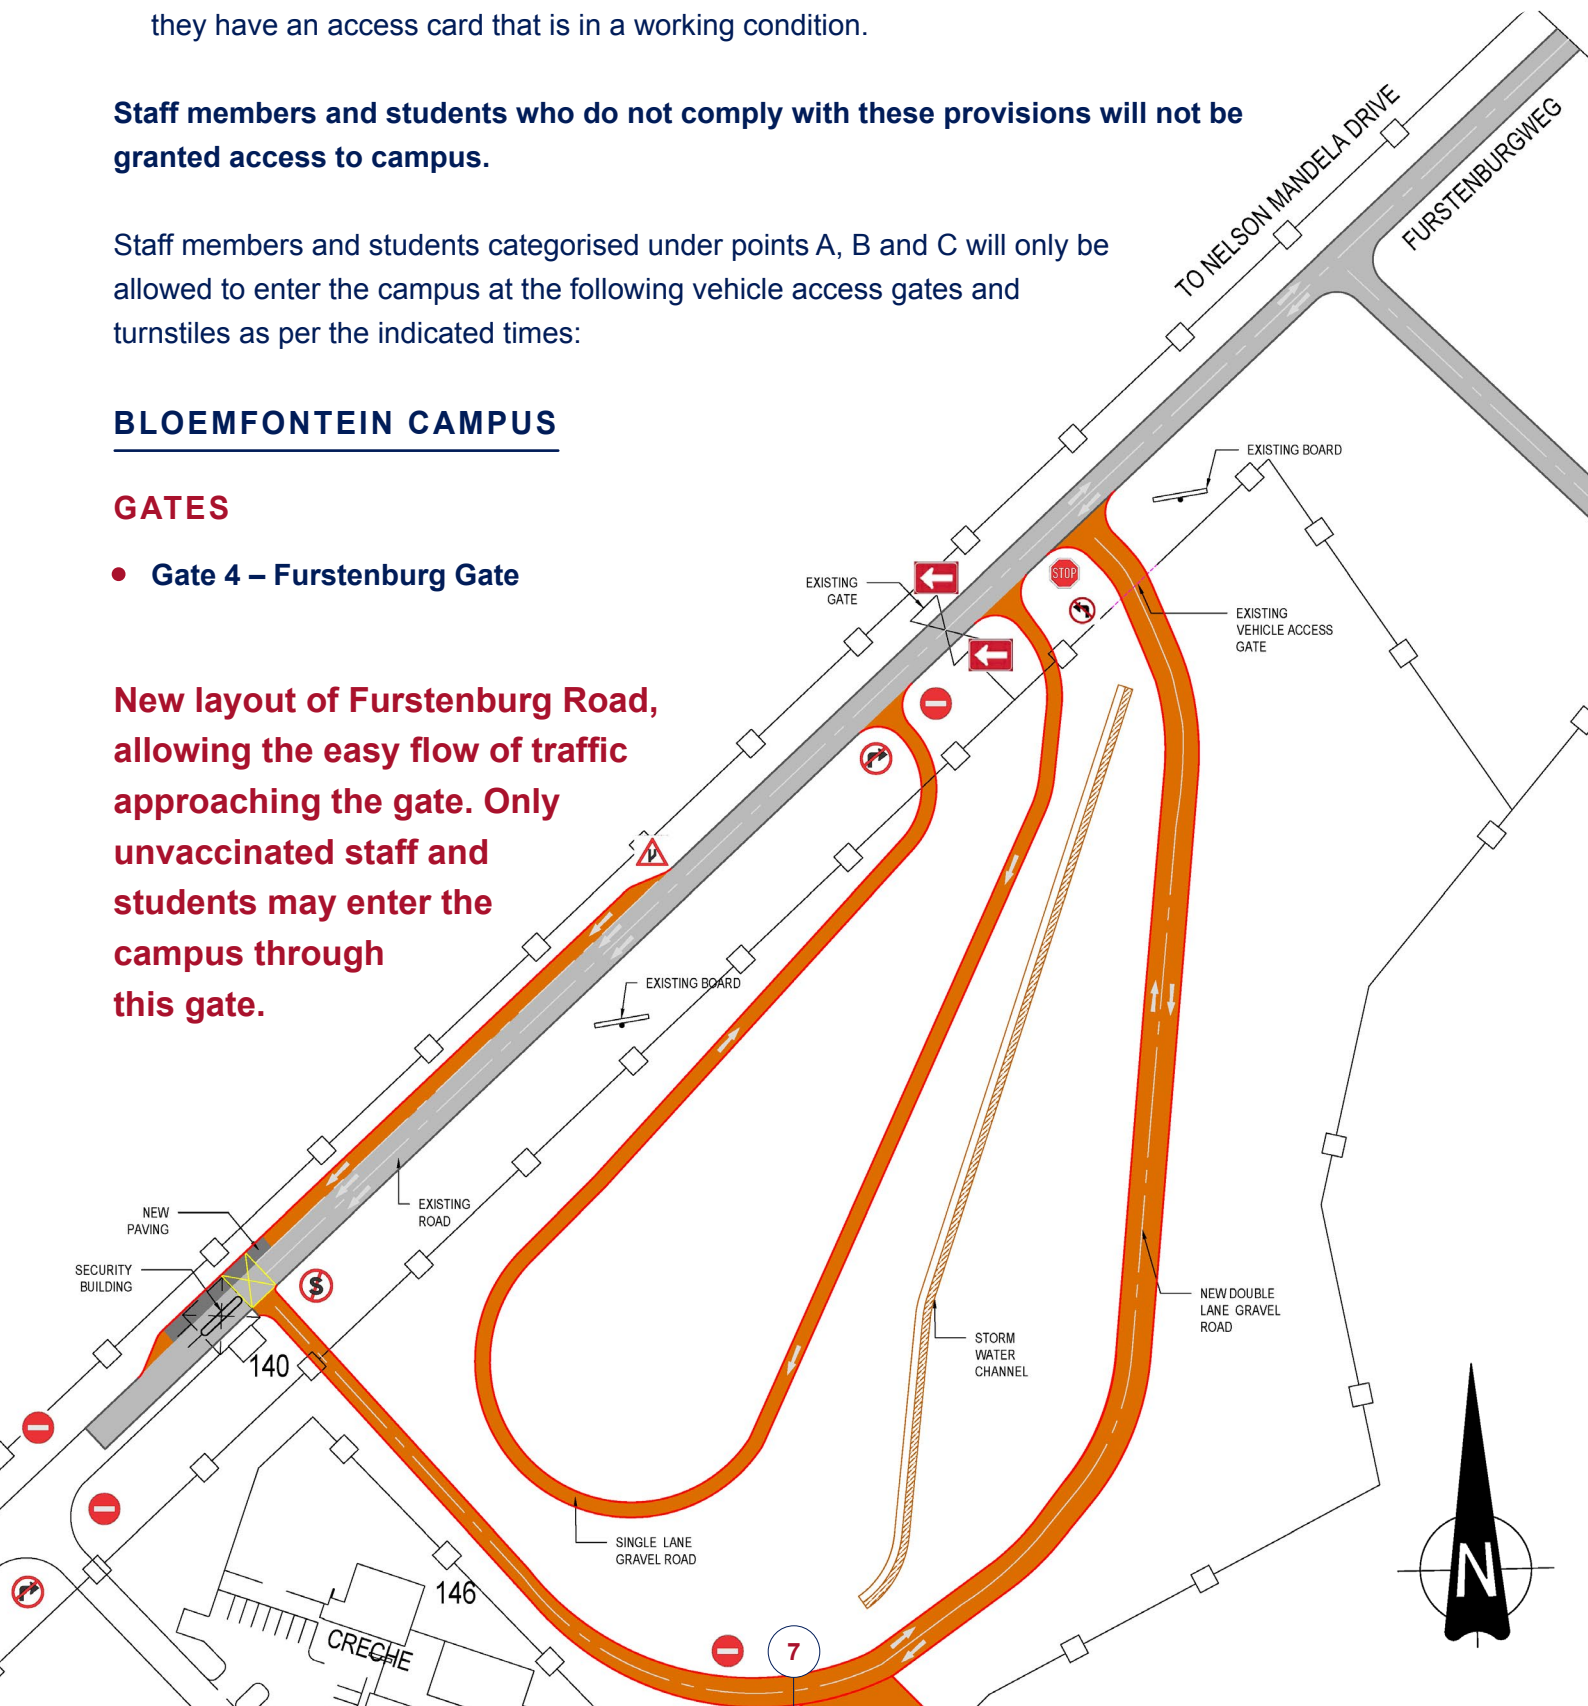 they have an access card that is in a working condition.
Staff members and students who do not comply with these provisions will not be
granted access to campus.
Staff members and students categorised under points A, B and C will only be
allowed to enter the campus at the following vehicle access gates and
turnstiles as per the indicated times:
BLOEMFONTEIN CAMPUS
GATES
Gate 4 – Furstenburg Gate
New layout of Furstenburg Road,
allowing the easy flow of traffic
approaching the gate. Only
unvaccinated staff and
students may enter the
campus through
this gate.
TO NELSON MANDELA DRIVE
FURSTENBURGWEG
EXISTING BOARD
EXISTING
GATE
STOP
EXISTING
VEHICLE ACCESS
GATE
EXISTING BOARD
EXISTING
ROAD
NEW
PAVING
SECURITY
BUILDING
S
140
NEW DOUBLE
LANE GRAVEL
ROAD
STORM
WATER
CHANNEL
SINGLE LANE
GRAVEL ROAD
146
CRECHE
N
7